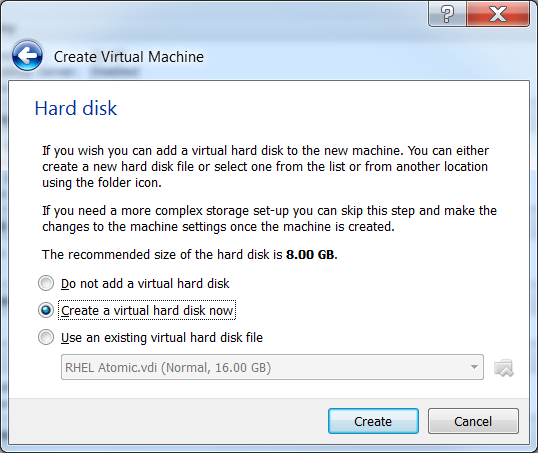 Create Virtual Machine
Hard disk
If you wish you can add a virtual hard disk to the new machine. You can either
create a new hard disk file or select one from the list or from another location
using the folder icon.
If you need a more complex storage set-up you can skip this step and make the
changes to the machine settings once the machine is created.
The recommended size of the hard disk is 8.00 GB.
Do not add a virtual hard disk
Create a virtual hard disk now
Use an existing virtual hard disk file
RHEL Atomic.vdi (Normal, 16.00 GB)
Create Cancel